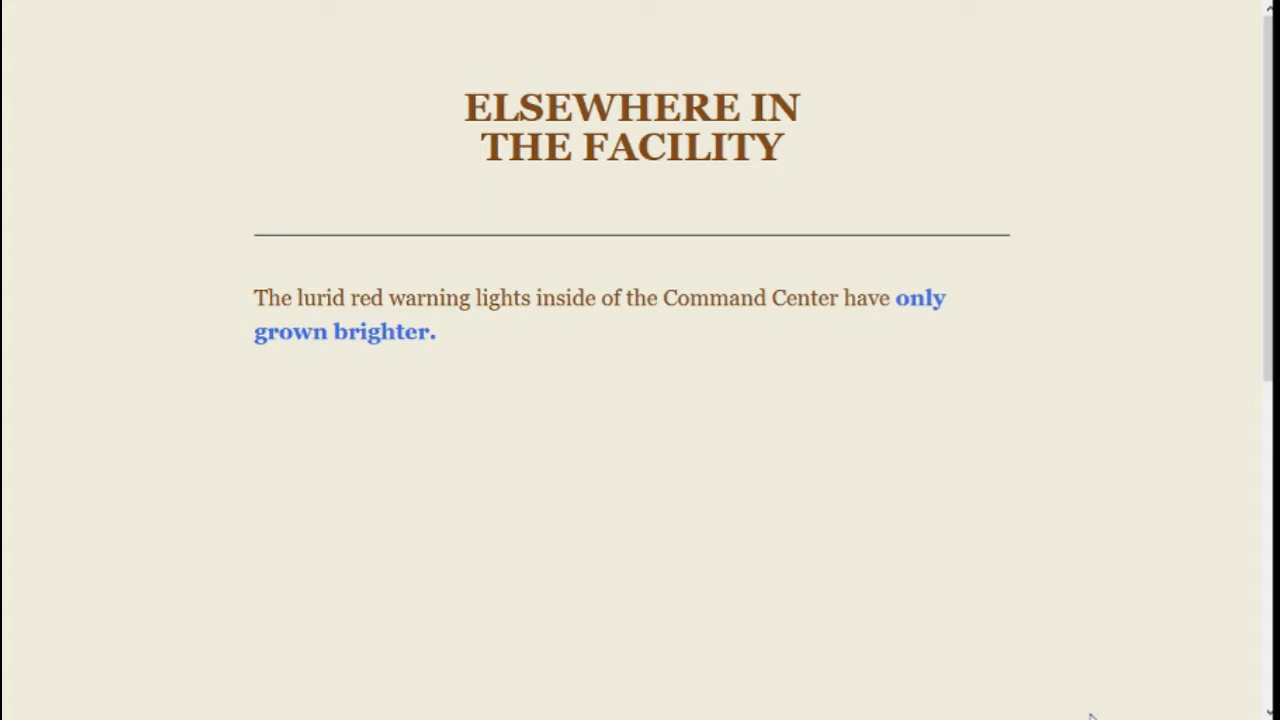 ELSEWHERE IN
THE FACILITY
The lurid red warning lights inside of the Command Center have only
grown brighter.